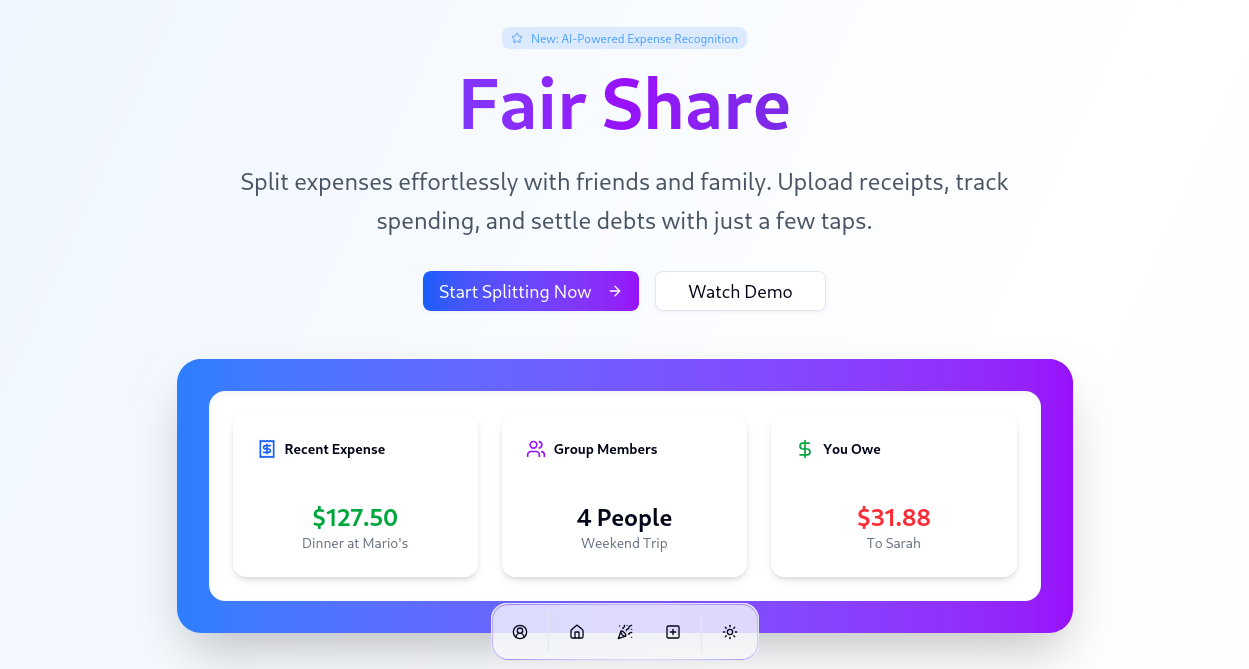 New: AI-Powered Expense Recognition
Fair Share
Split expenses effortlessly with friends and family. Upload receipts, track
spending, and settle debts with just a few taps.
Start Splitting Now
Watch Demo
Recent Expense
$127.50
Dinner at Mario's
Group Members
4 People
Weekend Trip
You Owe
$31.88
To Sarah